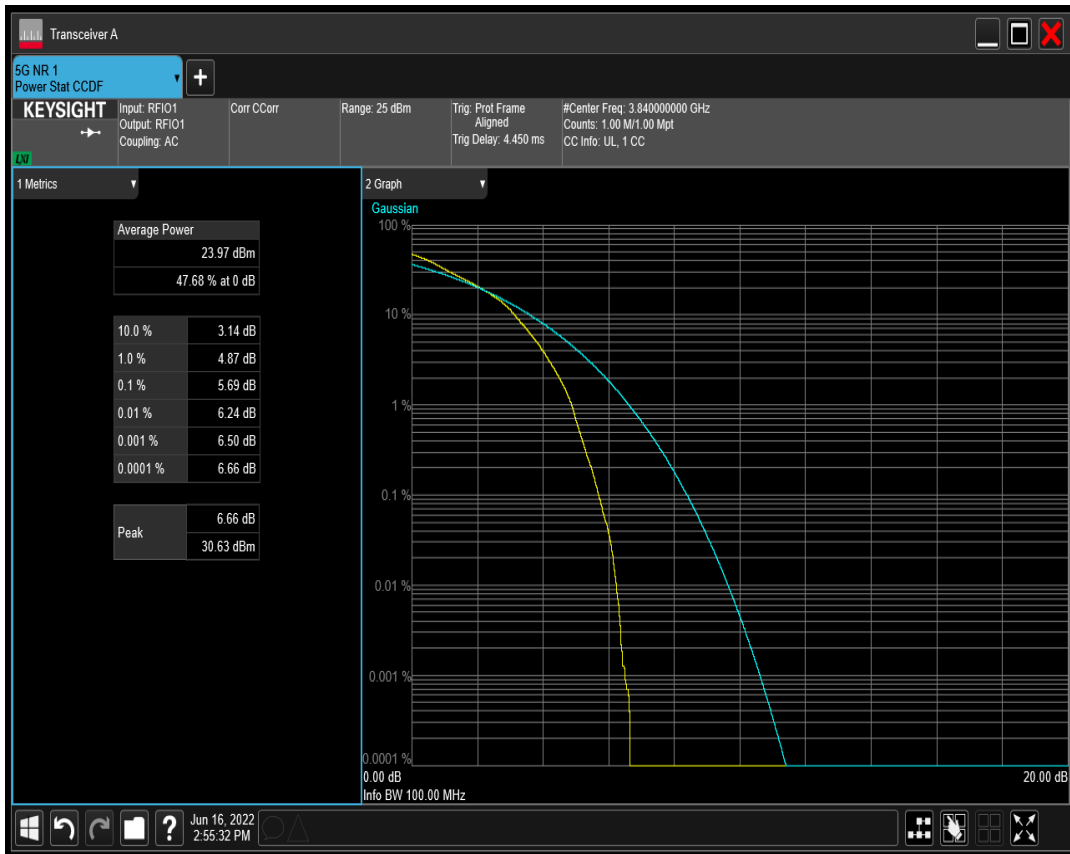 Transceiver A
5G NR 1
Power Stat CCDF
+
KEYSIGHT
LXI
Input: RFIO1
Output: RFIO1
Coupling: AC
Corr CCorr
Range: 25 dBm
Trig: Prot Frame
Aligned
Trig Delay: 4.450 ms
#Center Freq: 3.840000000 GHz
Counts: 1.00 M/1.00 Mpt
CC Info: UL, 1 CC
1 Metrics
Average Power
23.97 dBm
47.68 % at 0 dB
10.0 % 3.14 dB
1.0 % 4.87 dB
0.1 % 5.69 dB
0.01 % 6.24 dB
0.001 % 6.50 dB
0.0001 % 6.66 dB
Peak
6.66 dB
30.63 dBm
2 Graph
Gaussian
100 %
10 %
1 %
0.1 %
0.01 %
0.001 %
0.0001 %
0.00 dB 20.00 dB
Info BW 100.00 MHz
?
Jun 16, 2022
2:55:32 PM